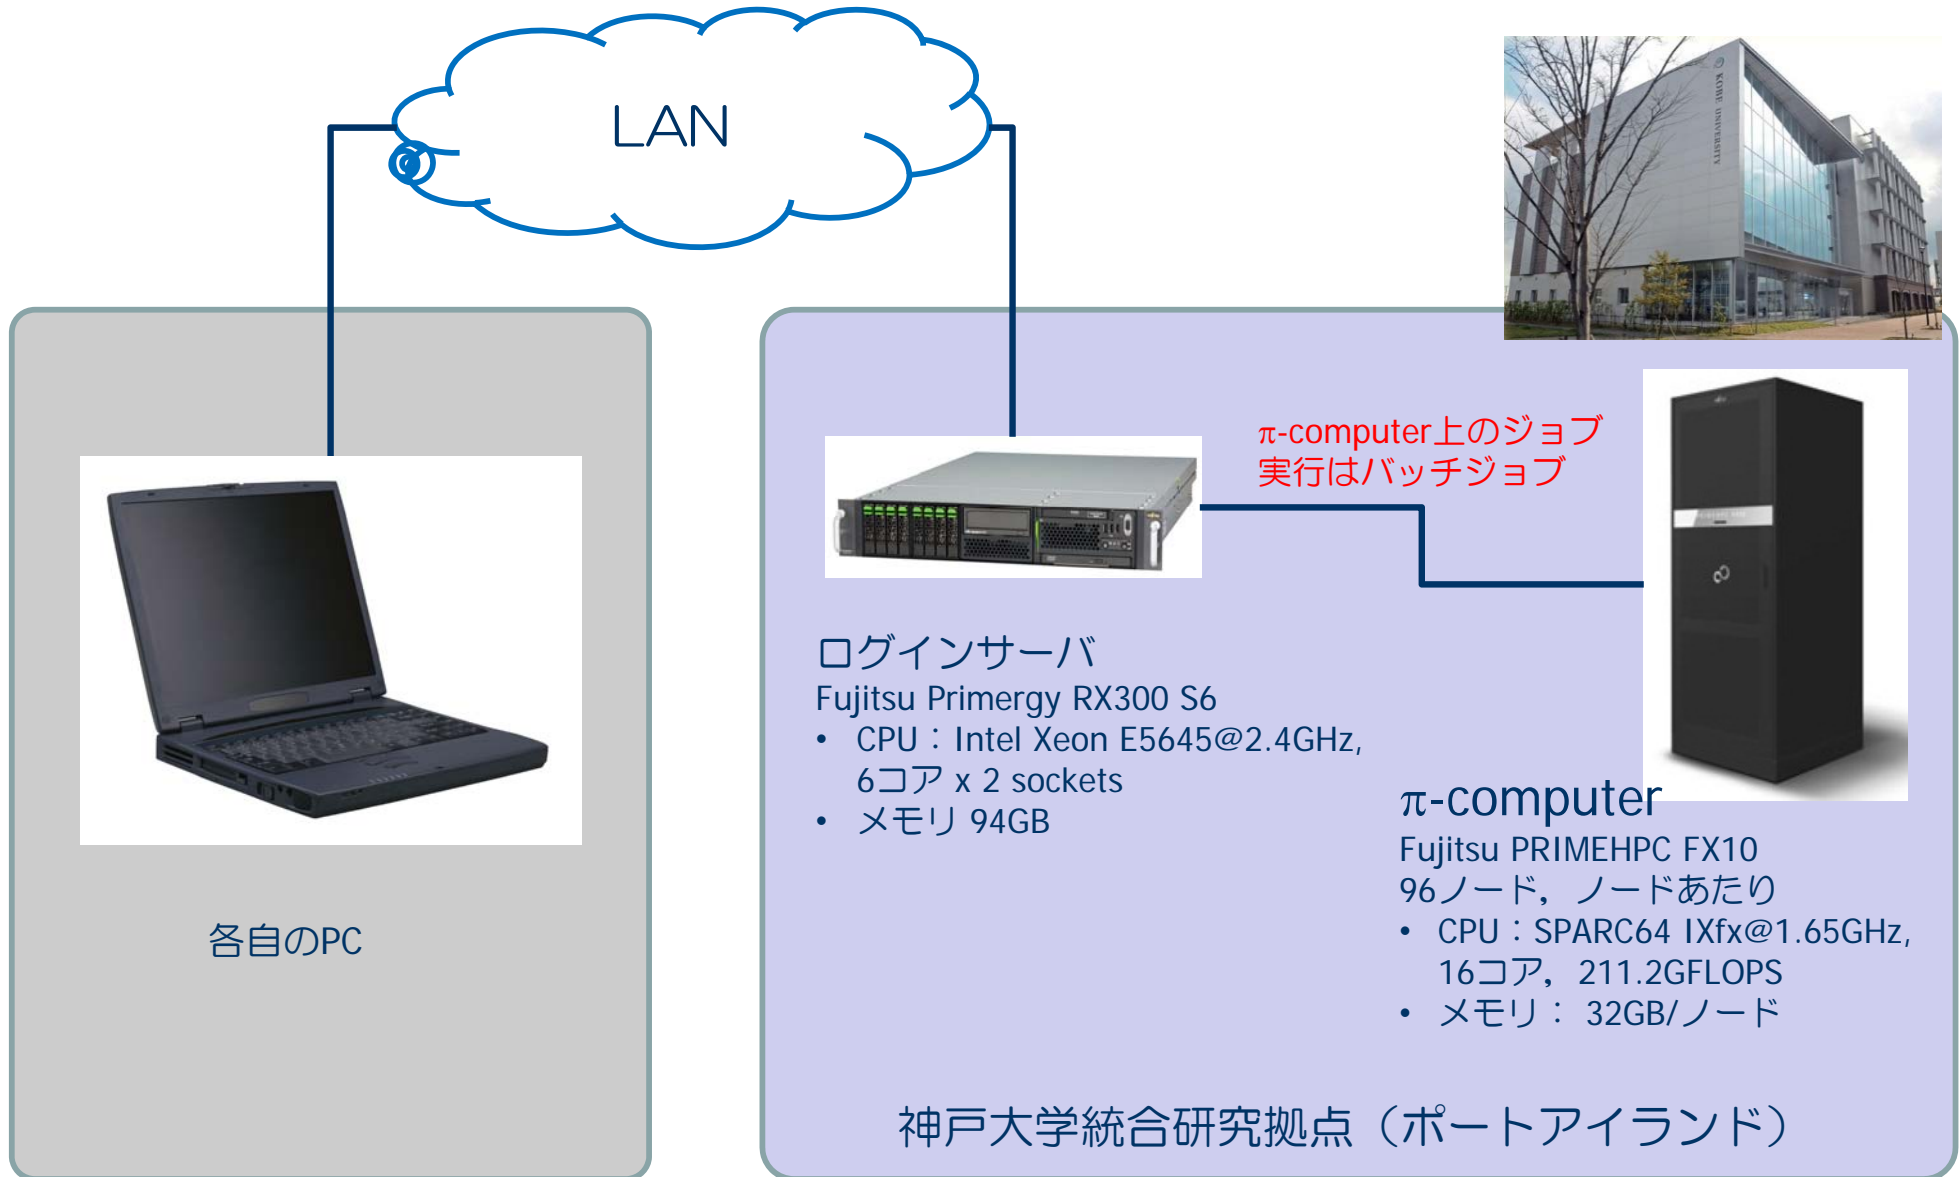 LAN
KOBE UNIVERSITY
π-computer上のジョブ
実行はバッチジョブ
ログインサーバ
Fujitsu Primergy RX300 S6
• CPU：Intel Xeon E5645@2.4GHz,
6コア x 2 sockets
• メモリ 94GB
π-computer
Fujitsu PRIMEHPC FX10
96ノード，ノードあたり
• CPU：SPARC64 IXfx@1.65GHz,
16コア，211.2GFLOPS
• メモリ： 32GB/ノード
各自のPC
神戸大学統合研究拠点（ポートアイランド）